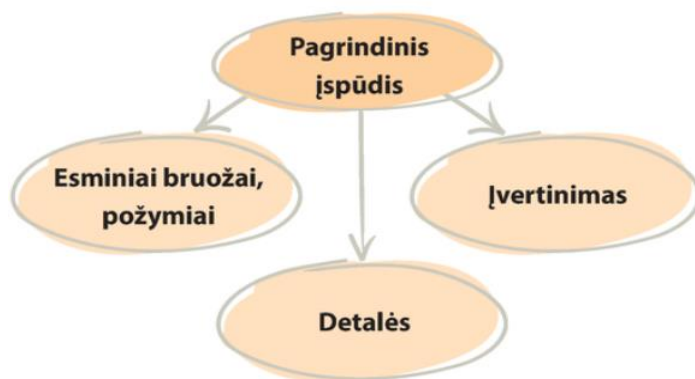 Pagrindinis
įspūdis
Esminiai bruožai,
požymiai
Įvertinimas
Detalės